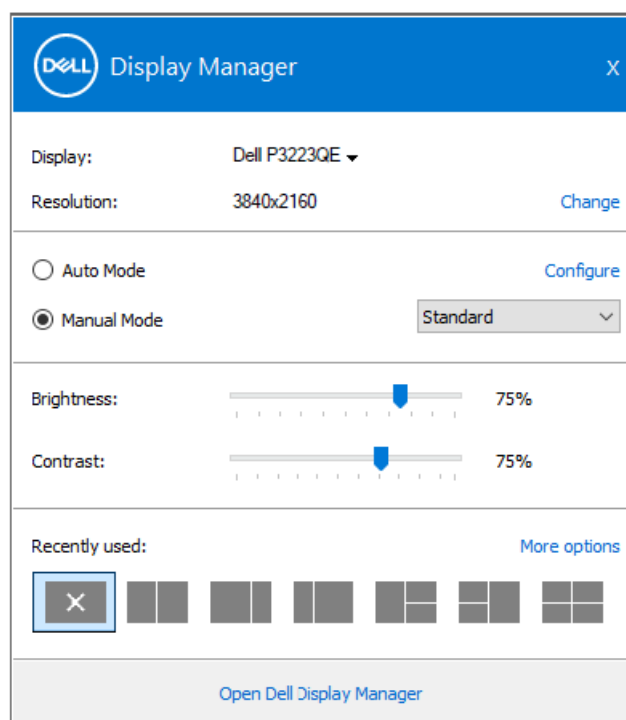 DELL Display Manager X
Display: Dell P3223QE
Resolution: 3840x2160 Change
Auto Mode Configure
Manual Mode Standard
Brightness: 75%
Contrast: 75%
Recently used: More options
Open Dell Display Manager